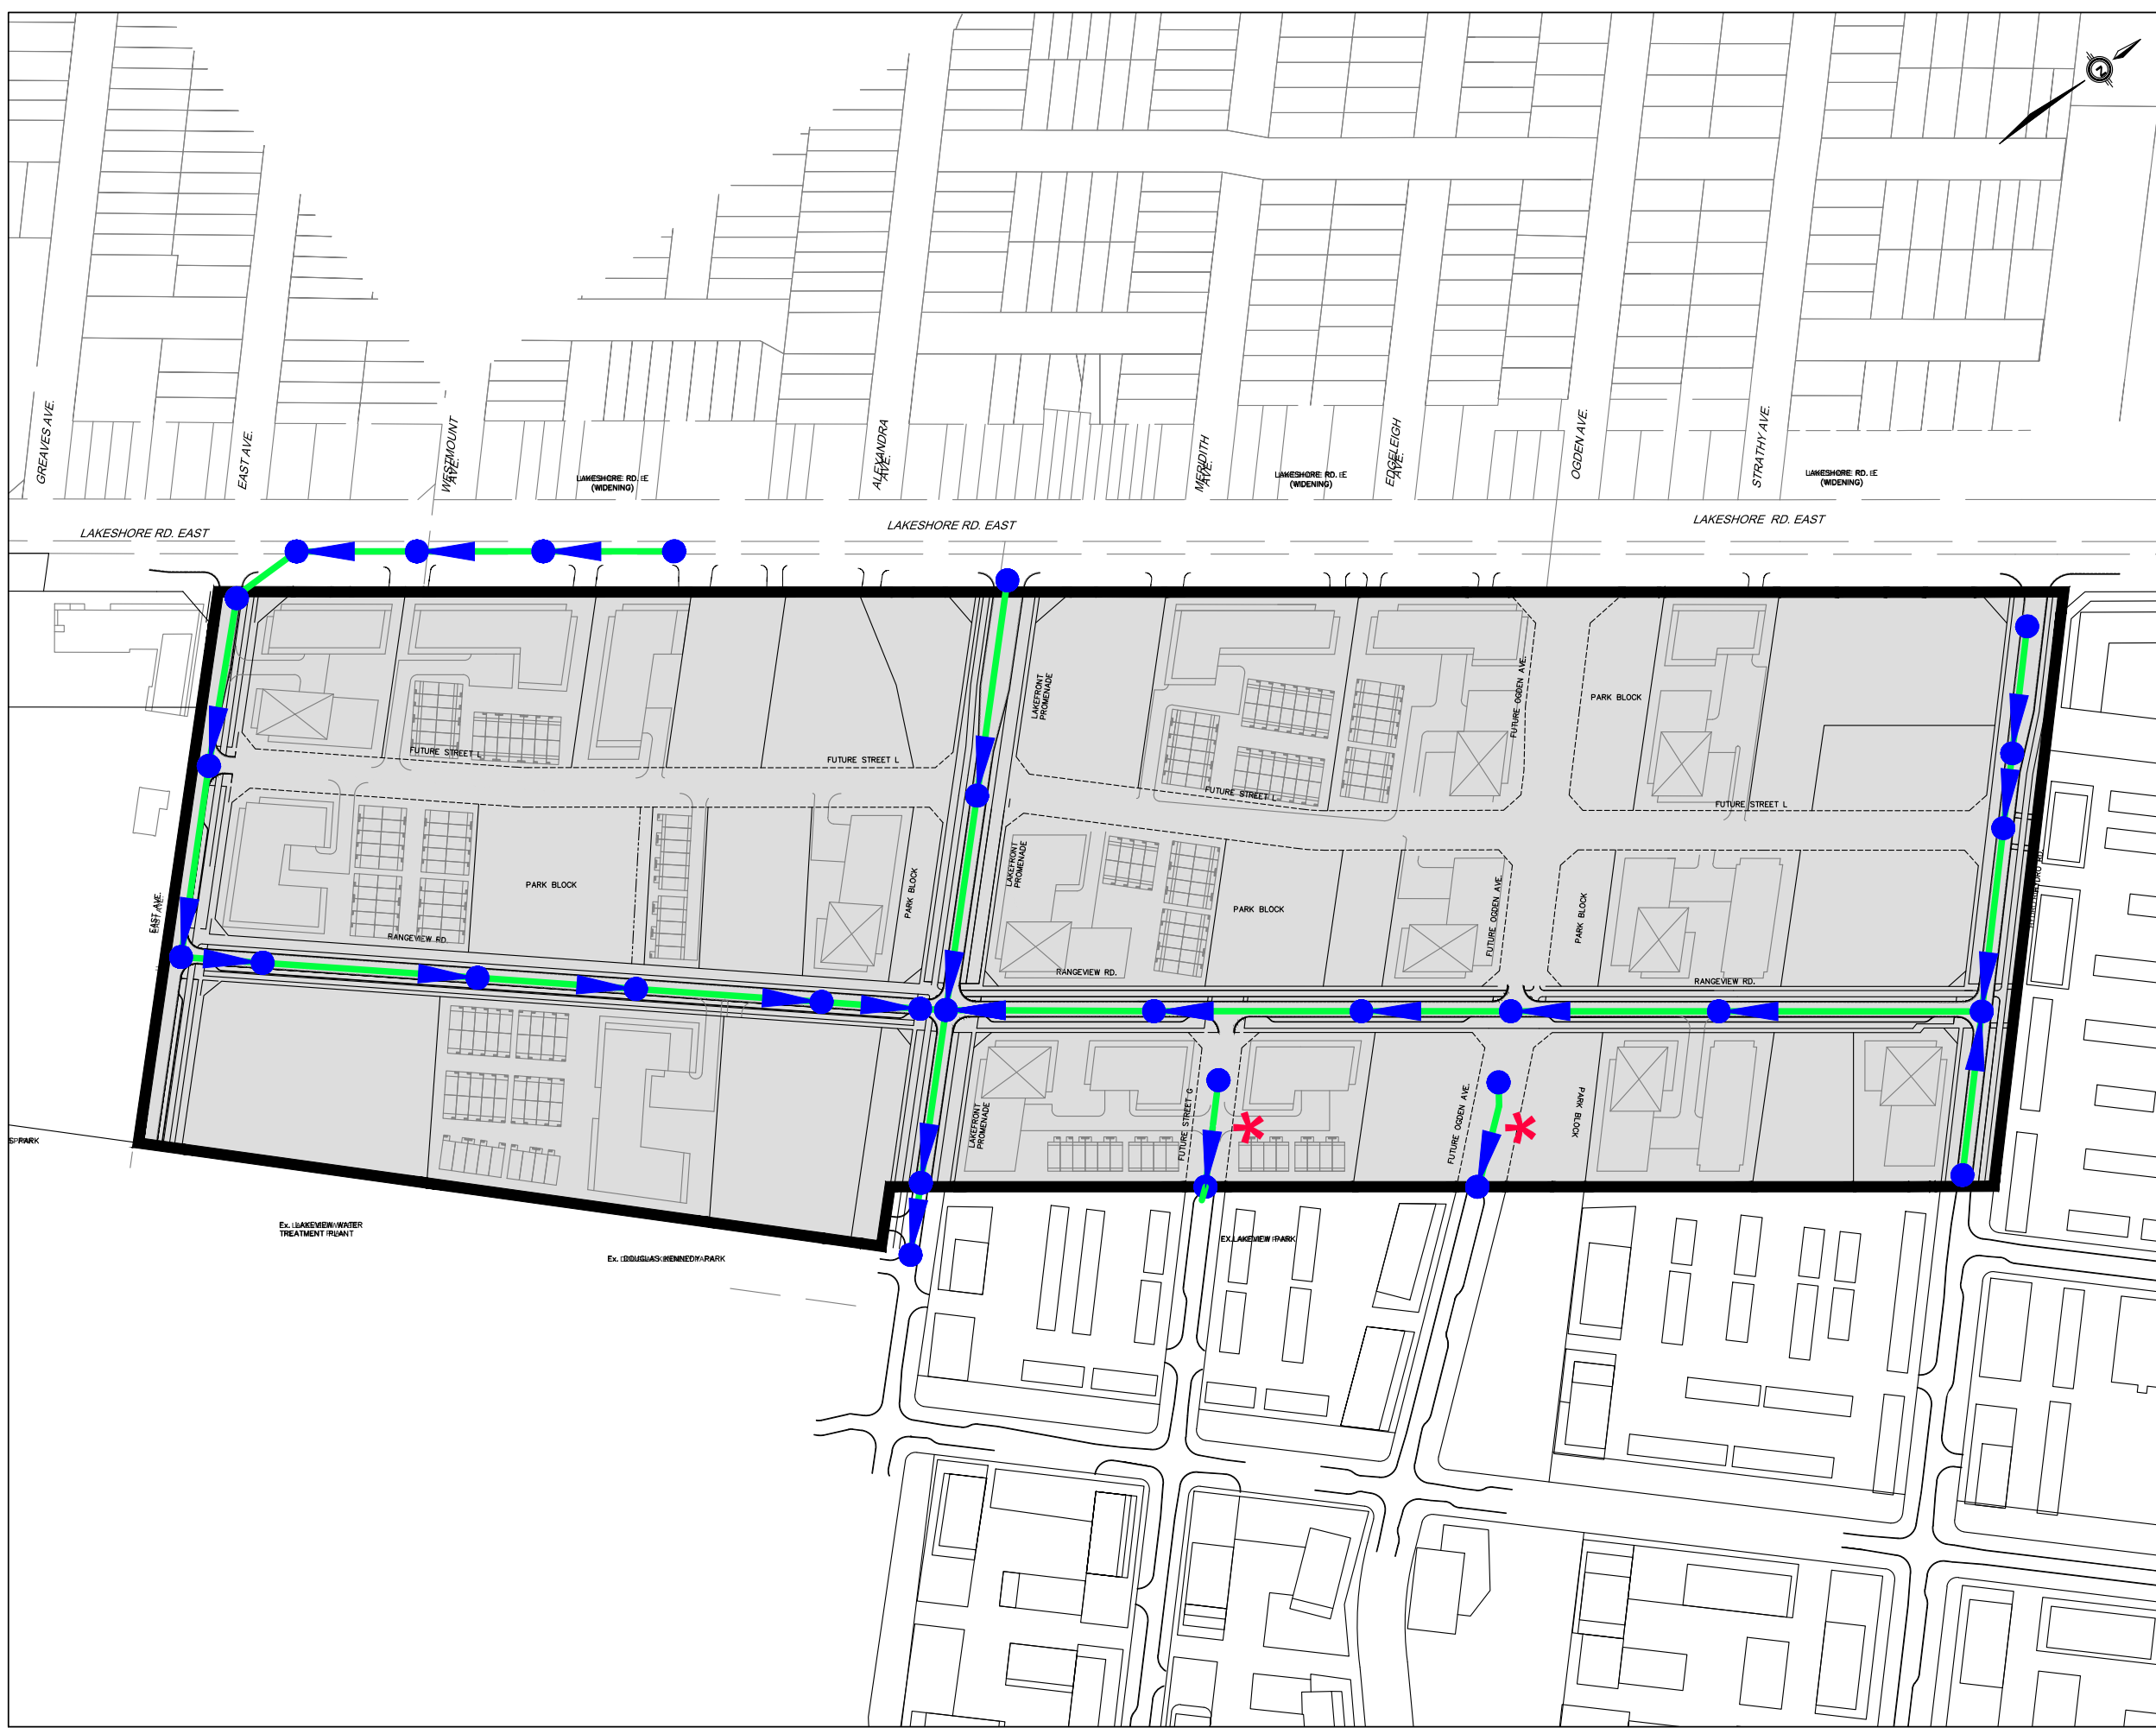 N
GREAVES AVE.
EAST AVE.
WESTMOUNT
AVE.
ALEXANDRA
AVE.
MERIDITH
AVE.
EDGELEIGH
AVE.
OGDEN AVE.
STRATHY AVE.
LAKESHORE RD. E
(WIDENING)
LAKESHORE RD. E
(WIDENING)
LAKESHORE RD. E
(WIDENING)
LAKESHORE RD. EAST
LAKESHORE RD. EAST
LAKESHORE RD. EAST
LAKEFRONT
PROMENADE
FUTURE OGDEN AVE.
PARK BLOCK
FUTURE STREET L
FUTURE STREET L
FUTURE STREET L
FUTURE STREET L
EAST AVE.
PARK BLOCK
PARK BLOCK
LAKEFRONT
PROMENADE
PARK BLOCK
FUTURE OGDEN AVE.
PARK BLOCK
RANGEVIEW RD.
RANGEVIEW RD.
RANGEVIEW RD.
LAKEFRONT
PROMENADE
FUTURE STREET G
FUTURE OGDEN AVE.
PARK BLOCK
PARK
Ex. LAKEVIEW WATER
TREATMENT PLANT
Ex. DOUGLAS KENNEDY PARK
EX.LAKEVIEW PARK